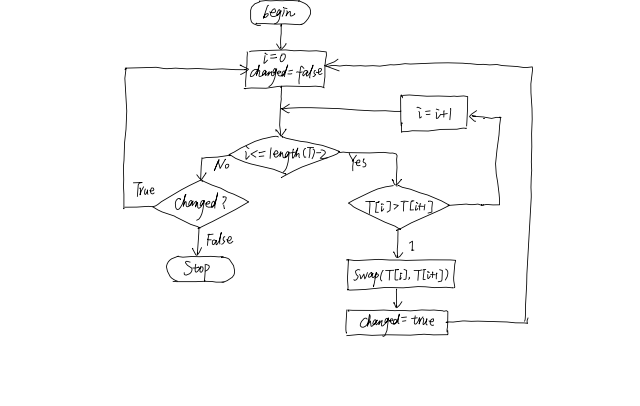 begin
i=0
changed=false
i=i+1
i<=length(T)-2
No
Yes
True
Changed?
T[i]>T[i+1]
False
1
Stop
Swap(T[i],T[i+1])
Changed=true